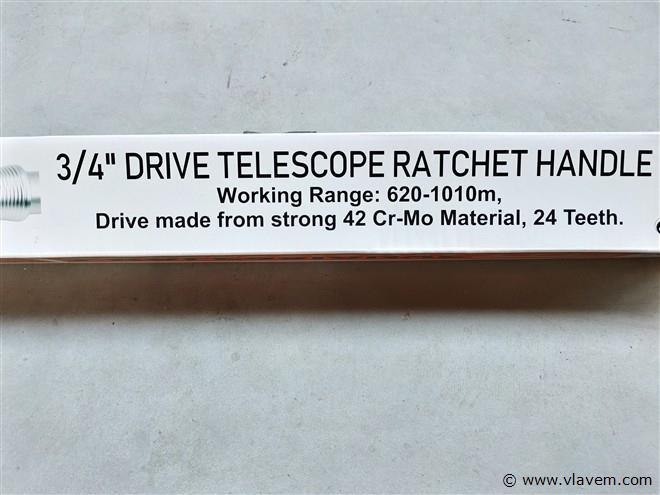 3/4" DRIVE TELESCOPE RATCHET HANDLE
Working Range: 620-1010m,
Drive made from strong 42 Cr-Mo Material, 24 Teeth.
© www.vlavem.com